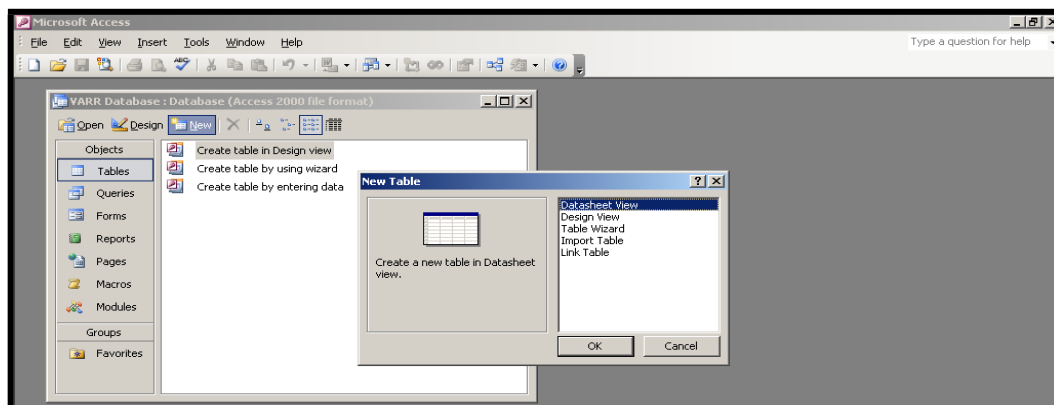 Microsoft Access
File Edit View Insert Tools Window Help
Type a question for help
VARR Database : Database (Access 2000 file format)
Open Design New
Objects
Tables
Queries
Forms
Reports
Pages
Macros
Modules
Groups
Favorites
Create table in Design view
Create table by using wizard
Create table by entering data
New Table
Create a new table in Datasheet
view.
Datasheet View
Design View
Table Wizard
Import Table
Link Table
OK Cancel